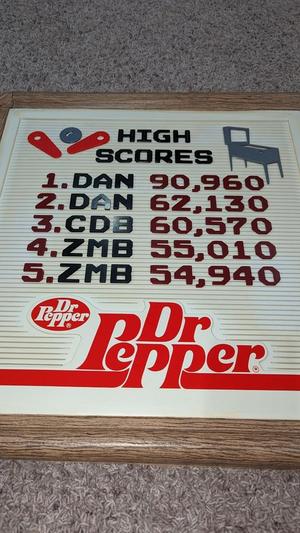 HIGH
SCORES
1. DAN 90,960
2. DAN 62,130
3. CDB 60,570
4. ZMB 55,010
5. ZMB 54,940
Dr
Pepper®
Dr
Pepper®